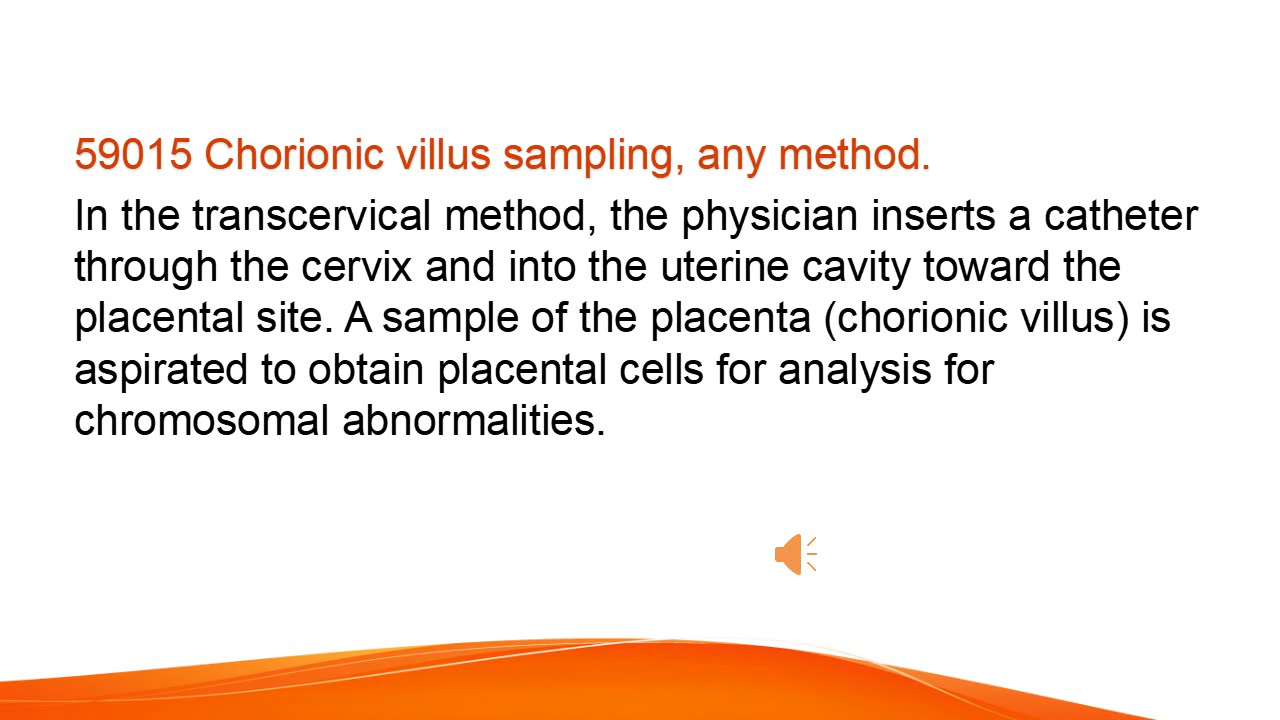 59015 Chorionic villus sampling, any method.
In the transcervical method, the physician inserts a catheter
through the cervix and into the uterine cavity toward the
placental site. A sample of the placenta (chorionic villus) is
aspirated to obtain placental cells for analysis for
chromosomal abnormalities.